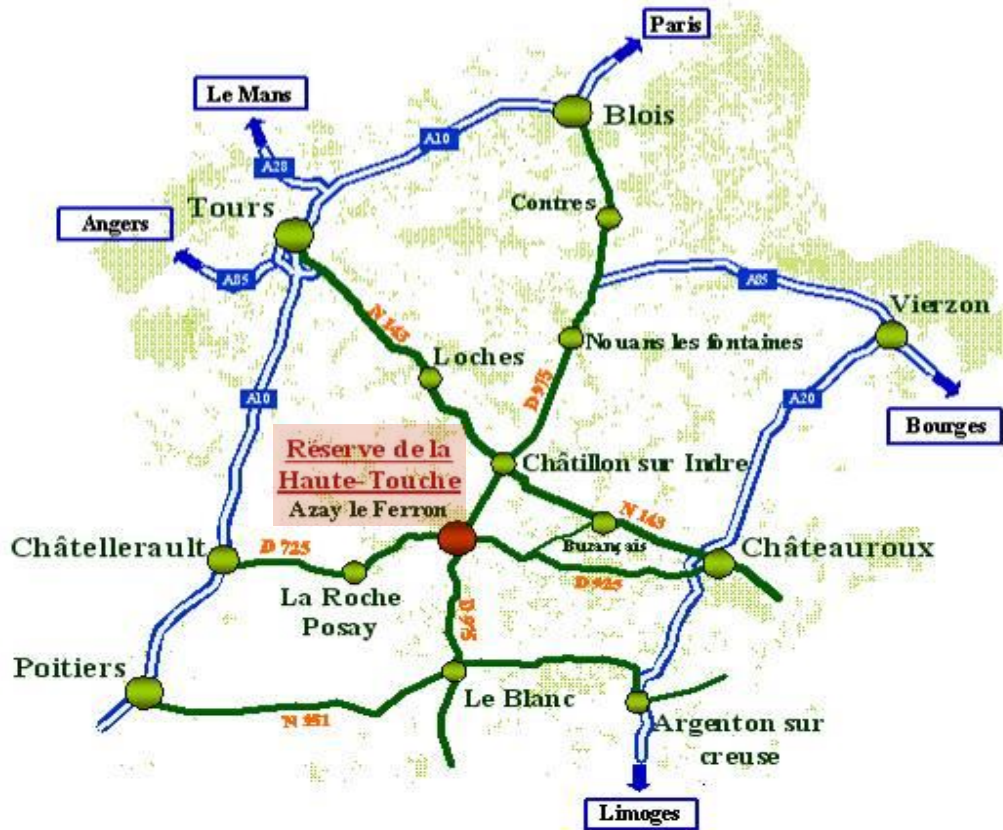 Paris
Le Mans
Blois
A10
A28
Tours
Contres
Angers
A85
A85
Vierzon
N 143
Nouans les fontaines
Loches
D 975
A10
A20
Bourges
Réserve de la
Haute-Touche
Azay le Ferron
Châtillon sur Indre
N 143
Châtellerault
D 725
Buzançais
Châteauroux
D 925
La Roche
Posay
D 975
Poitiers
Le Blanc
N 951
Argenton sur
creuse
Limoges